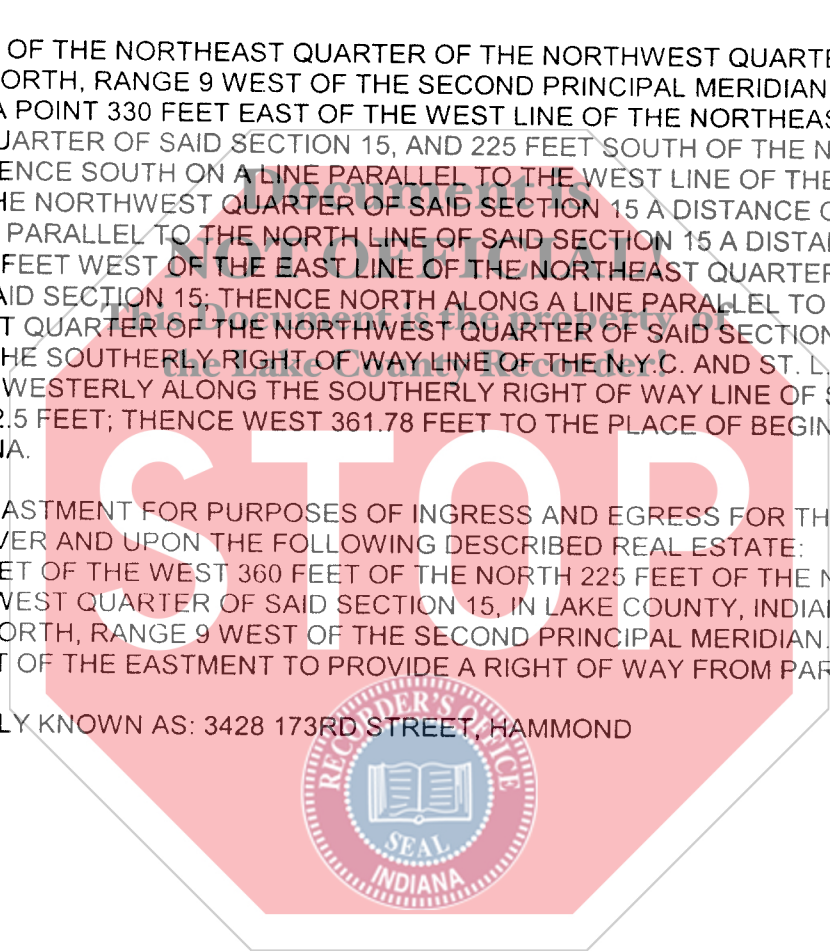 OF THE NORTHEAST QUARTER OF THE NORTHWEST QUARTE
ORTH, RANGE 9 WEST OF THE SECOND PRINCIPAL MERIDIAN
A POINT 330 FEET EAST OF THE WEST LINE OF THE NORTHEAS
UARTER OF SAID SECTION 15, AND 225 FEET SOUTH OF THE N
ENCE SOUTH ON A LINE PARALLEL TO THE WEST LINE OF THE
HE NORTHWEST QUARTER OF SAID SECTION 15 A DISTANCE O
PARALLEL TO THE NORTH LINE OF SAID SECTION 15 A DISTAN
FEET WEST OF THE EAST LINE OF THE NORTHEAST QUARTER
AID SECTION 15; THENCE NORTH ALONG A LINE PARALLEL TO
T QUARTER OF THE NORTHWEST QUARTER OF SAID SECTION
HE SOUTHERLY RIGHT OF WAY LINE OF THE N.Y.C. AND ST. L.
WESTERLY ALONG THE SOUTHERLY RIGHT OF WAY LINE OF S
2.5 FEET; THENCE WEST 361.78 FEET TO THE PLACE OF BEGIN
NA.
ASTMENT FOR PURPOSES OF INGRESS AND EGRESS FOR TH
VER AND UPON THE FOLLOWING DESCRIBED REAL ESTATE:
ET OF THE WEST 360 FEET OF THE NORTH 225 FEET OF THE N
WEST QUARTER OF SAID SECTION 15, IN LAKE COUNTY, INDIAN
ORTH, RANGE 9 WEST OF THE SECOND PRINCIPAL MERIDIAN.
T OF THE EASTMENT TO PROVIDE A RIGHT OF WAY FROM PAR
LY KNOWN AS: 3428 173RD STREET, HAMMOND
Document is
NOT OFFICIAL!
This Document is the property of
the Lake County Recorder!
STOP
RECORDER'S OFFICE
SEAL
INDIANA